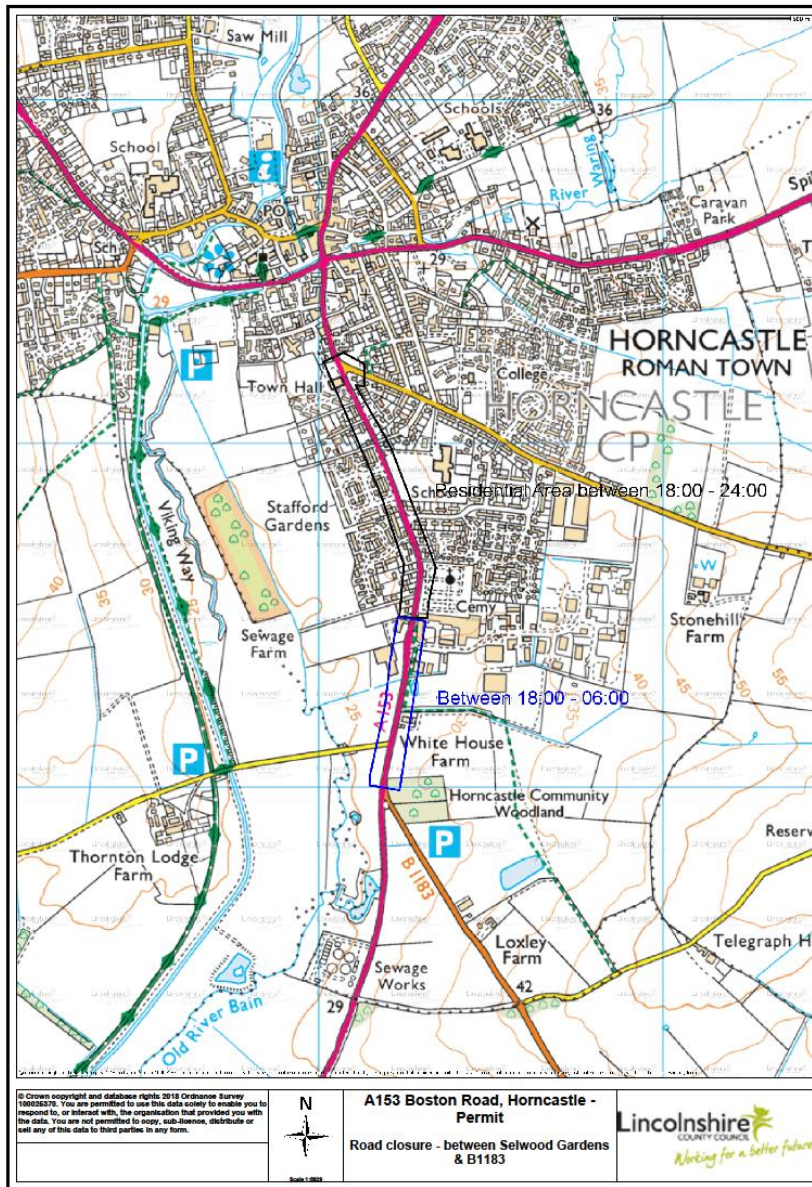 Saw Mill
36
Schools
36
35
School
Waring
River
Caravan
Park
PO
Sch
29
29
HORNCASTLE
ROMAN TOWN
HORNCASTLE
CP
P
Town Hall
College
Sch
Residential Area between 18:00 - 24:00
Stafford
Gardens
Viking Way
40
35
30
25
W
Cemy
Stonehill
Farm
Sewage
Farm
25
40
45
50
55
35
30
A153
Between 18:00 - 06:00
White House
Farm
P
Horncastle Community
Woodland
P
Thornton Lodge
Farm
B1183
Loxley
Farm
Telegraph H
Sewage
Works
29
42
Old River Bain
© Crown copyright and database rights 2018 Ordnance Survey
100025370. You are permitted to use this data solely to enable you to
respond to, or interact with, the organisation that provided you with
the data. You are not permitted to copy, sub-licence, distribute or
sell any of this data to third parties in any form.
N
A153 Boston Road, Horncastle -
Permit
Road closure - between Selwood Gardens
& B1183
Lincolnshire
COUNTY COUNCIL
Working for a better future